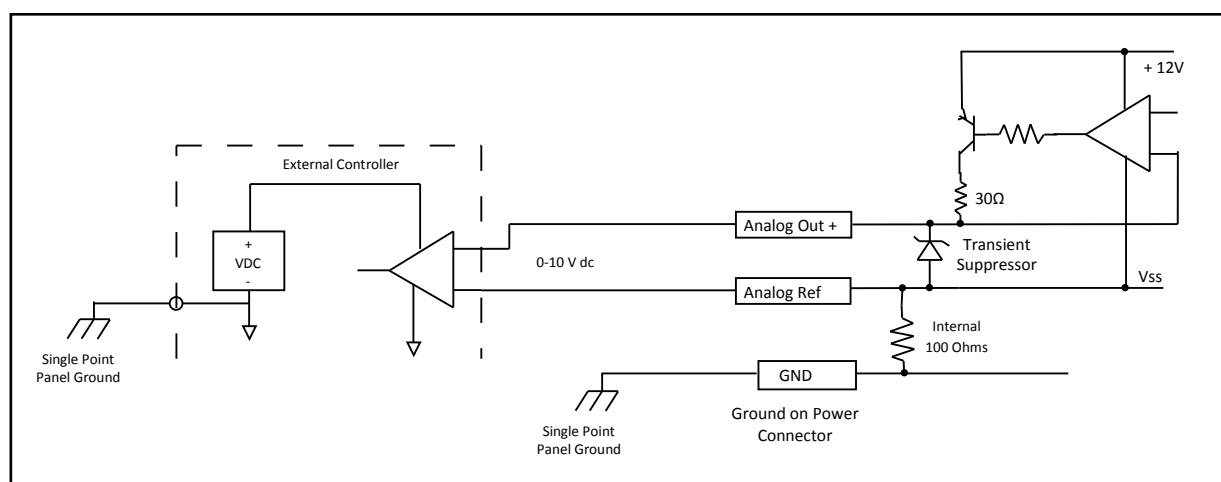 + 12V
External Controller
30Ω
+
VDC
-
Analog Out +
0-10 V dc
Transient
Suppressor
Analog Ref
Vss
Single Point
Panel Ground
Internal
100 Ohms
GND
Ground on Power
Connector
Single Point
Panel Ground